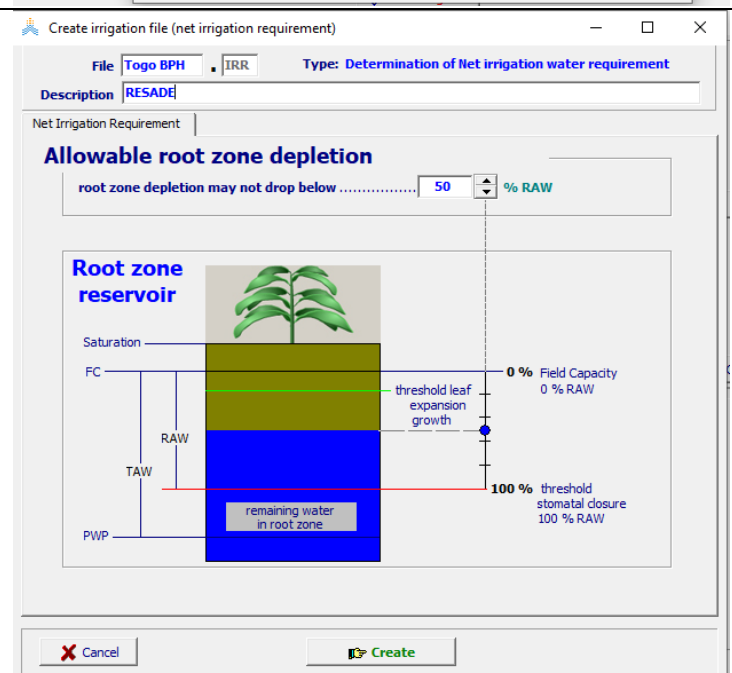 Create irrigation file (net irrigation requirement)
File Togo BPH . IRR Type: Determination of Net irrigation water requirement
Description RESADE
Net Irrigation Requirement
Allowable root zone depletion
root zone depletion may not drop below ................. 50 % RAW
Root zone
reservoir
Saturation
FC
0 % Field Capacity
0 % RAW
threshold leaf
expansion
growth
RAW
TAW
100 % threshold
stomatal closure
100 % RAW
remaining water
in root zone
PWP
Cancel
Create